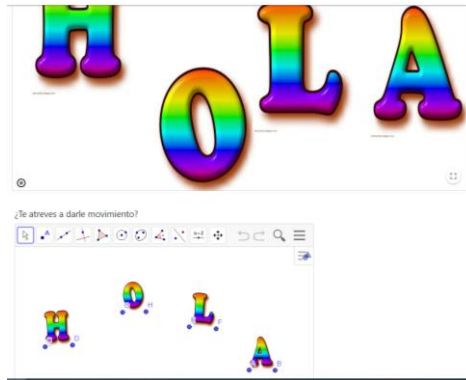 H O L A
¿Te atreves a darle movimiento?
H O L A
H
D F
B